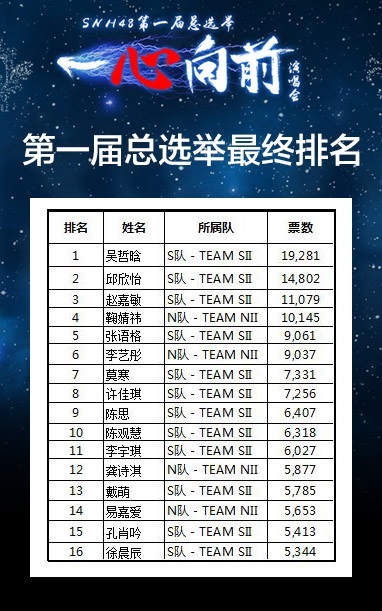 SNH48第一届总选举
一心向前
演唱会
第一届总选举最终排名
排名 姓名 所属队 票数
1 吴哲晗 S队 - TEAM SII 19,281
2 邱欣怡 S队 - TEAM SII 14,802
3 赵嘉敏 S队 - TEAM SII 11,079
4 鞠婧祎 N队 - TEAM NII 10,145
5 张语格 S队 - TEAM SII 9,061
6 李艺彤 N队 - TEAM NII 9,037
7 莫寒 S队 - TEAM SII 7,331
8 许佳琪 S队 - TEAM SII 7,256
9 陈思 S队 - TEAM SII 6,407
10 陈观慧 S队 - TEAM SII 6,318
11 李宇琪 S队 - TEAM SII 6,027
12 龚诗淇 N队 - TEAM NII 5,877
13 戴萌 S队 - TEAM SII 5,785
14 易嘉爱 N队 - TEAM NII 5,653
15 孔肖吟 S队 - TEAM SII 5,413
16 徐晨辰 S队 - TEAM SII 5,344